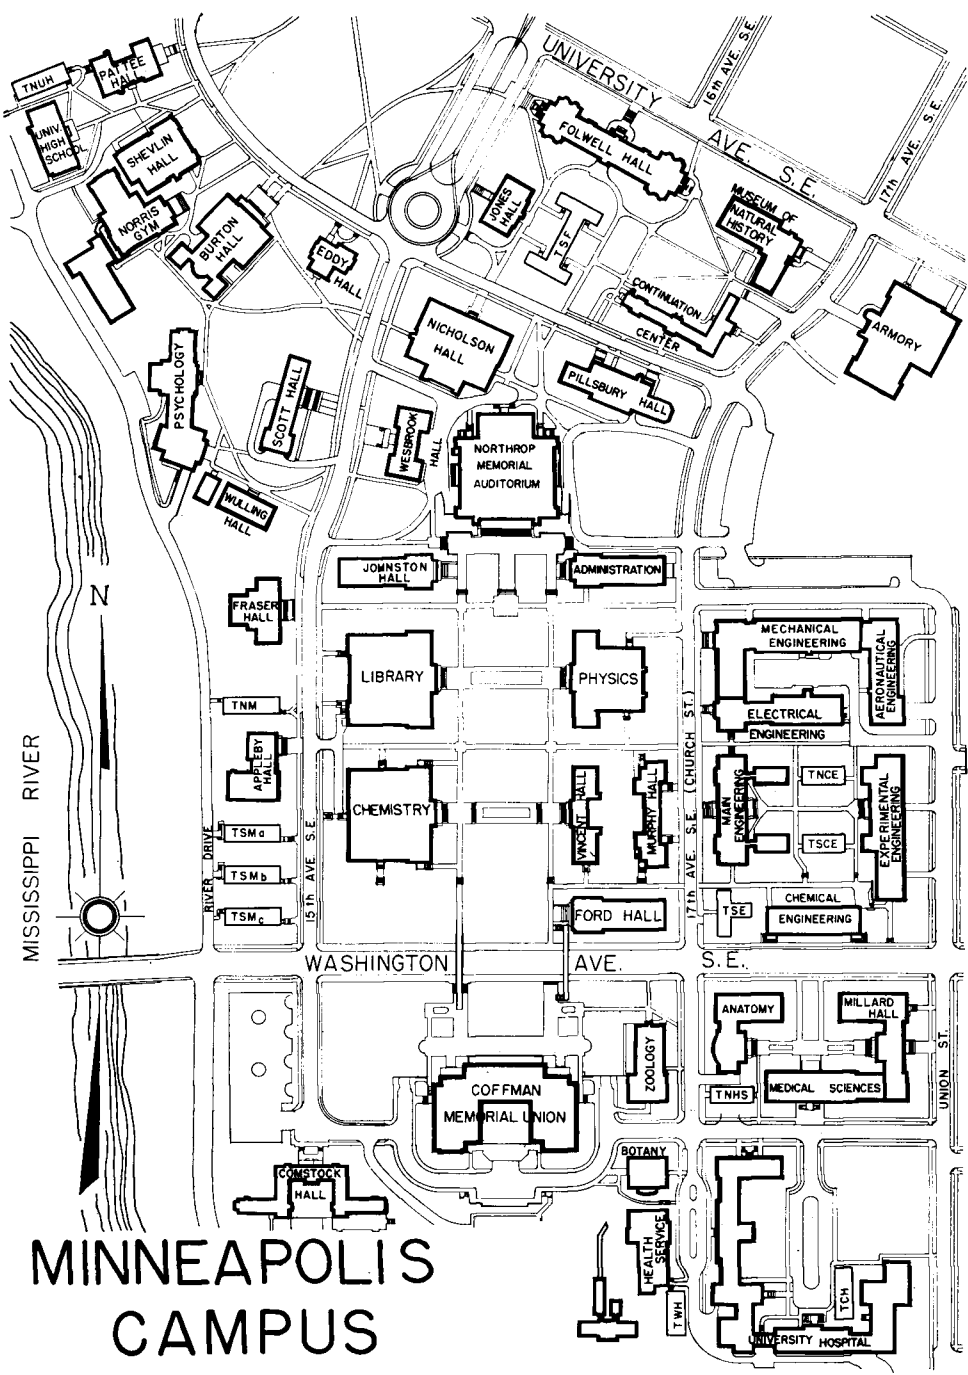 UNIVERSITY AVE. S.E.
16th AVE. S.E.
17th AVE. S.E.
TNUH
PATTEE
HALL
UNIV.
HIGH
SCHOOL
SHEVLIN
HALL
NORRIS
GYM
BURTON
HALL
EDDY
HALL
JONES
HALL
FOLWELL HALL
T.S.F.
MUSEUM OF
NATURAL
HISTORY
CONTINUATION
CENTER
ARMORY
NICHOLSON
HALL
PILLSBURY HALL
PSYCHOLOGY
SCOTT HALL
WESBROOK
HALL
NORTHROP
MEMORIAL
AUDITORIUM
WULLING
HALL
JOHNSTON
HALL
ADMINISTRATION
N
FRASER
HALL
LIBRARY
PHYSICS
MECHANICAL
ENGINEERING
AERONAUTICAL
ENGINEERING
ELECTRICAL
ENGINEERING
TNM
APPLEBY
HALL
CHEMISTRY
VINCENT HALL
MURPHY HALL
17th AVE. S.E. (CHURCH ST.)
MAIN
ENGINEERING
TNCE
TSCE
EXPERIMENTAL
ENGINEERING
MISSISSIPPI RIVER
RIVER DRIVE
TSMa
TSMb
TSMc
15th AVE S.E.
FORD HALL
TSE
CHEMICAL
ENGINEERING
WASHINGTON AVE. S.E.
ANATOMY
MILLARD
HALL
ZOOLOGY
TNHS
MEDICAL SCIENCES
UNION ST.
COFFMAN
MEMORIAL UNION
BOTANY
COMSTOCK
HALL
HEALTH
SERVICE
TWH
TCH
UNIVERSITY HOSPITAL
MINNEAPOLIS
CAMPUS